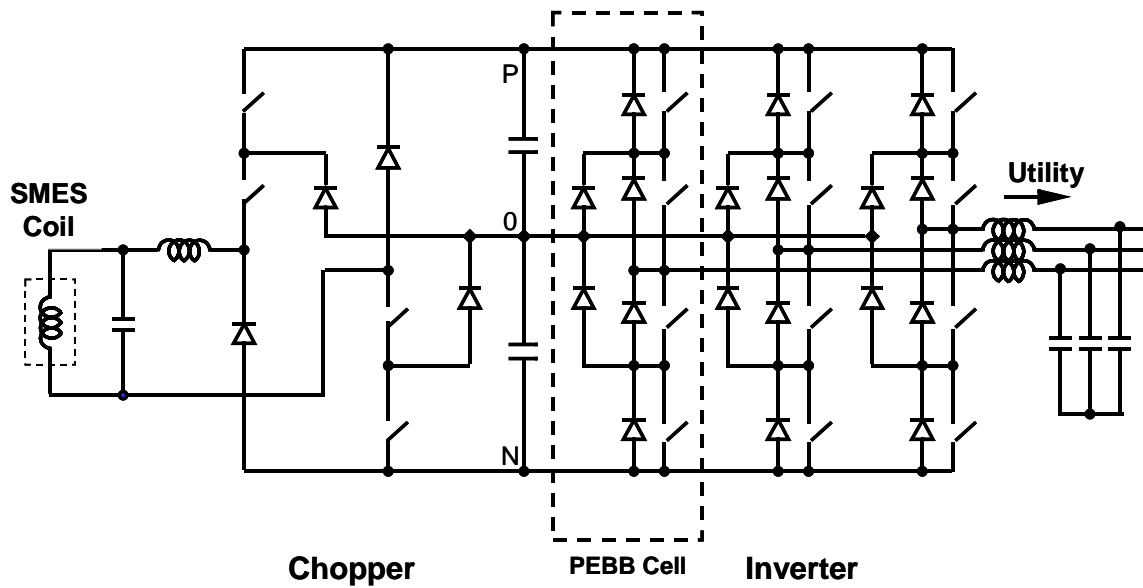 P
SMES
Coil
0
Utility
N
Chopper
PEBB Cell
Inverter